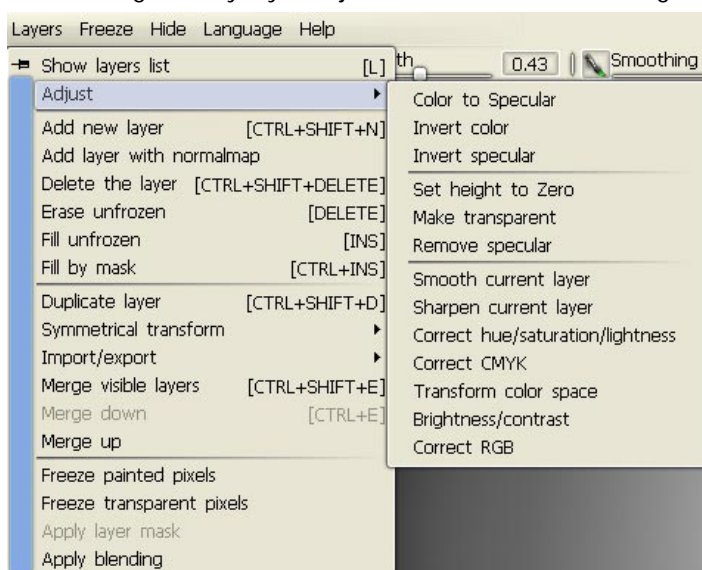 Layers Freeze Hide Language Help
Show layers list [L]
Adjust
Add new layer [CTRL+SHIFT+N]
Add layer with normalmap
Delete the layer [CTRL+SHIFT+DELETE]
Erase unfrozen [DELETE]
Fill unfrozen [INS]
Fill by mask [CTRL+INS]
Duplicate layer [CTRL+SHIFT+D]
Symmetrical transform
Import/export
Merge visible layers [CTRL+SHIFT+E]
Merge down [CTRL+E]
Merge up
Freeze painted pixels
Freeze transparent pixels
Apply layer mask
Apply blending
th 0.43 Smoothing
Color to Specular
Invert color
Invert specular
Set height to Zero
Make transparent
Remove specular
Smooth current layer
Sharpen current layer
Correct hue/saturation/lightness
Correct CMYK
Transform color space
Brightness/contrast
Correct RGB